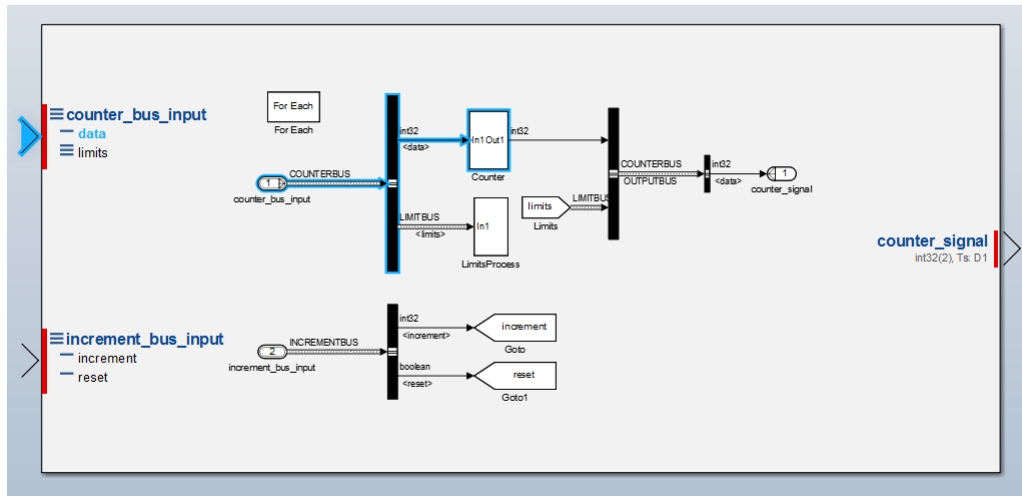 counter_bus_input
data
limits
For Each
For Each
COUNTERBUS
1
counter_bus_input
int32
<data>
In1 Out1
Counter
int32
LIMITBUS
<limits>
In1
LimitsProcess
limits
Limits
LIMITBUS
COUNTERBUS
OUTPUTBUS
int32
<data>
1
counter_signal
counter_signal
int32(2), Ts: D1
increment_bus_input
increment
reset
INCREMENTBUS
2
increment_bus_input
int32
<increment>
increment
Goto
boolean
<reset>
reset
Goto1